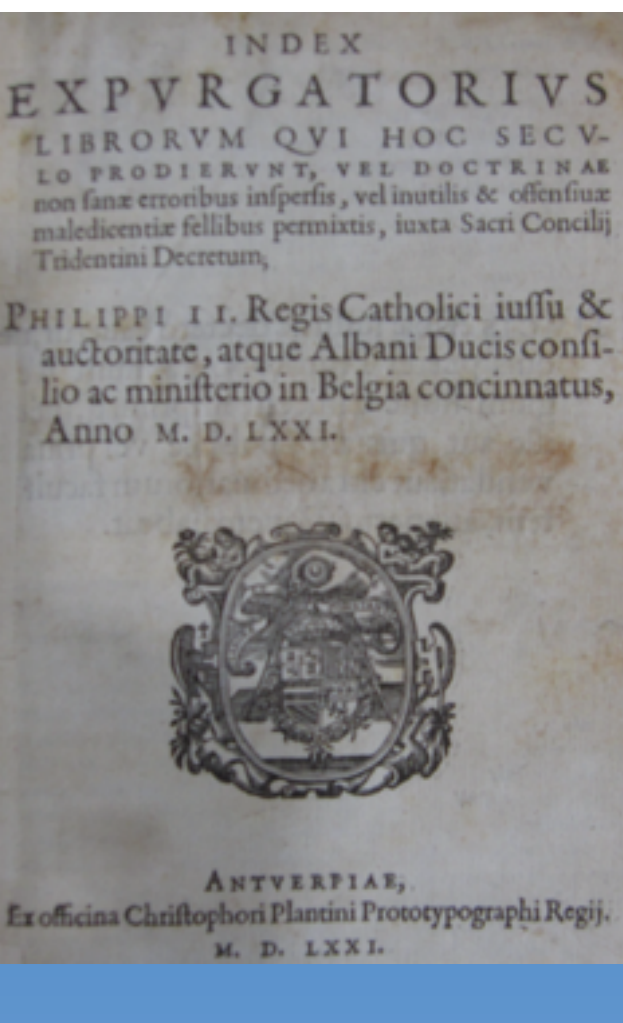 INDEX
EXPVRGATORIVS
LIBRORVM QVI HOC SECV-
LO PRODIERVNT, VEL DOCTRINAE
non ſanæ erroribus inſperſis, vel inutilis & offenſiuæ
maledicentiæ fellibus permixtis, iuxta Sacri Concilij
Tridentini Decretum,
PHILIPPI II. Regis Catholici iuſſu &
auctoritate, atque Albani Ducis conſi-
lio ac miniſterio in Belgia concinnatus,
Anno M. D. LXXI.
ANTVERPIAE,
Ex officina Chriſtophori Plantini Prototypographi Regij.
M. D. LXXI.